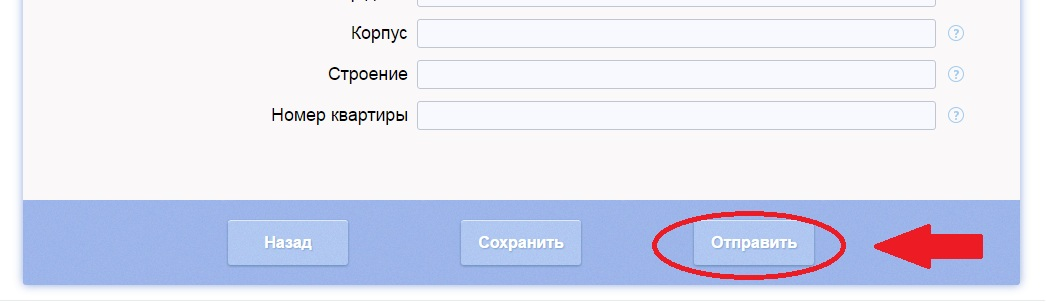 Корпус ?
Строение ?
Номер квартиры ?
Назад Сохранить Отправить